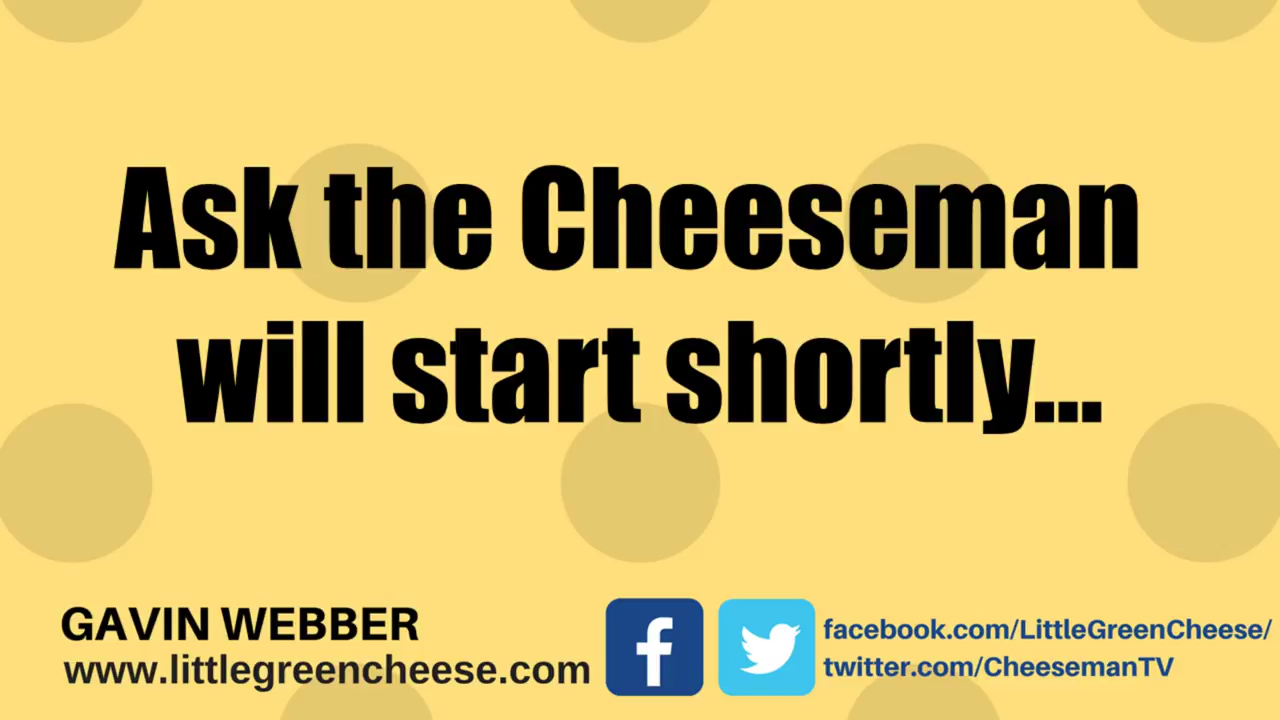 Ask the Cheeseman
will start shortly...
GAVIN WEBBER
www.littlegreencheese.com
facebook.com/LittleGreenCheese/
twitter.com/CheesemanTV